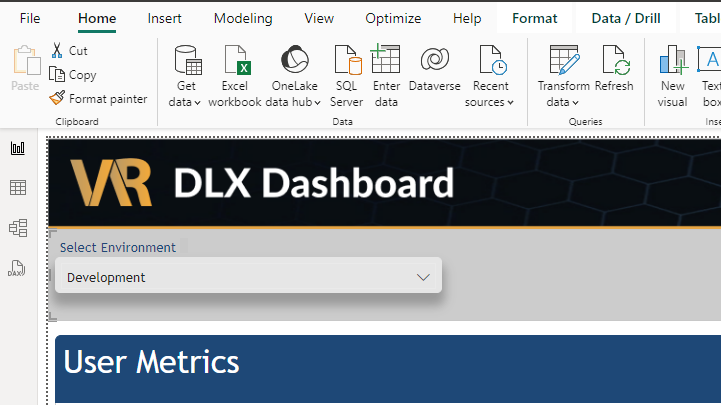 File Home Insert Modeling View Optimize Help Format Data / Drill Tabl
Paste
Cut
Copy
Format painter
Get data
Excel workbook
OneLake data hub
SQL Server
Enter data
Dataverse
Recent sources
Transform data
Refresh
New visual
Text box
Clipboard Data Queries Inse
VR DLX Dashboard
Select Environment
Development
User Metrics
DAX